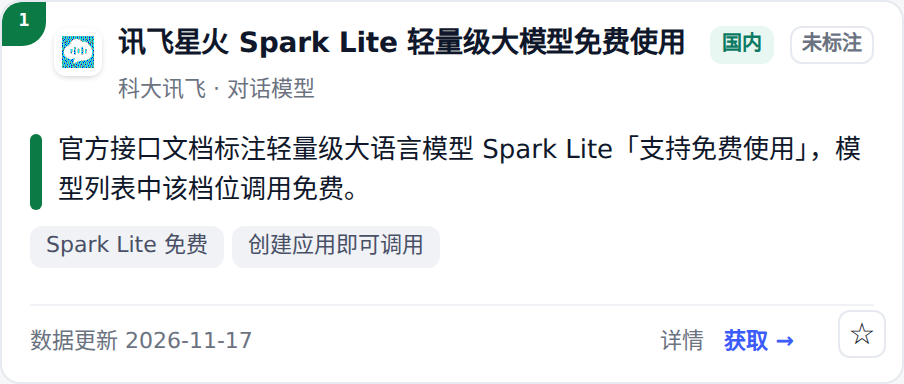 1
讯飞星火 Spark Lite 轻量级大模型免费使用 国内 未标注
科大讯飞 · 对话模型
官方接口文档标注轻量级大语言模型 Spark Lite「支持免费使用」，模
型列表中该档位调用免费。
Spark Lite 免费 创建应用即可调用
数据更新 2026-11-17 详情 获取 → ☆